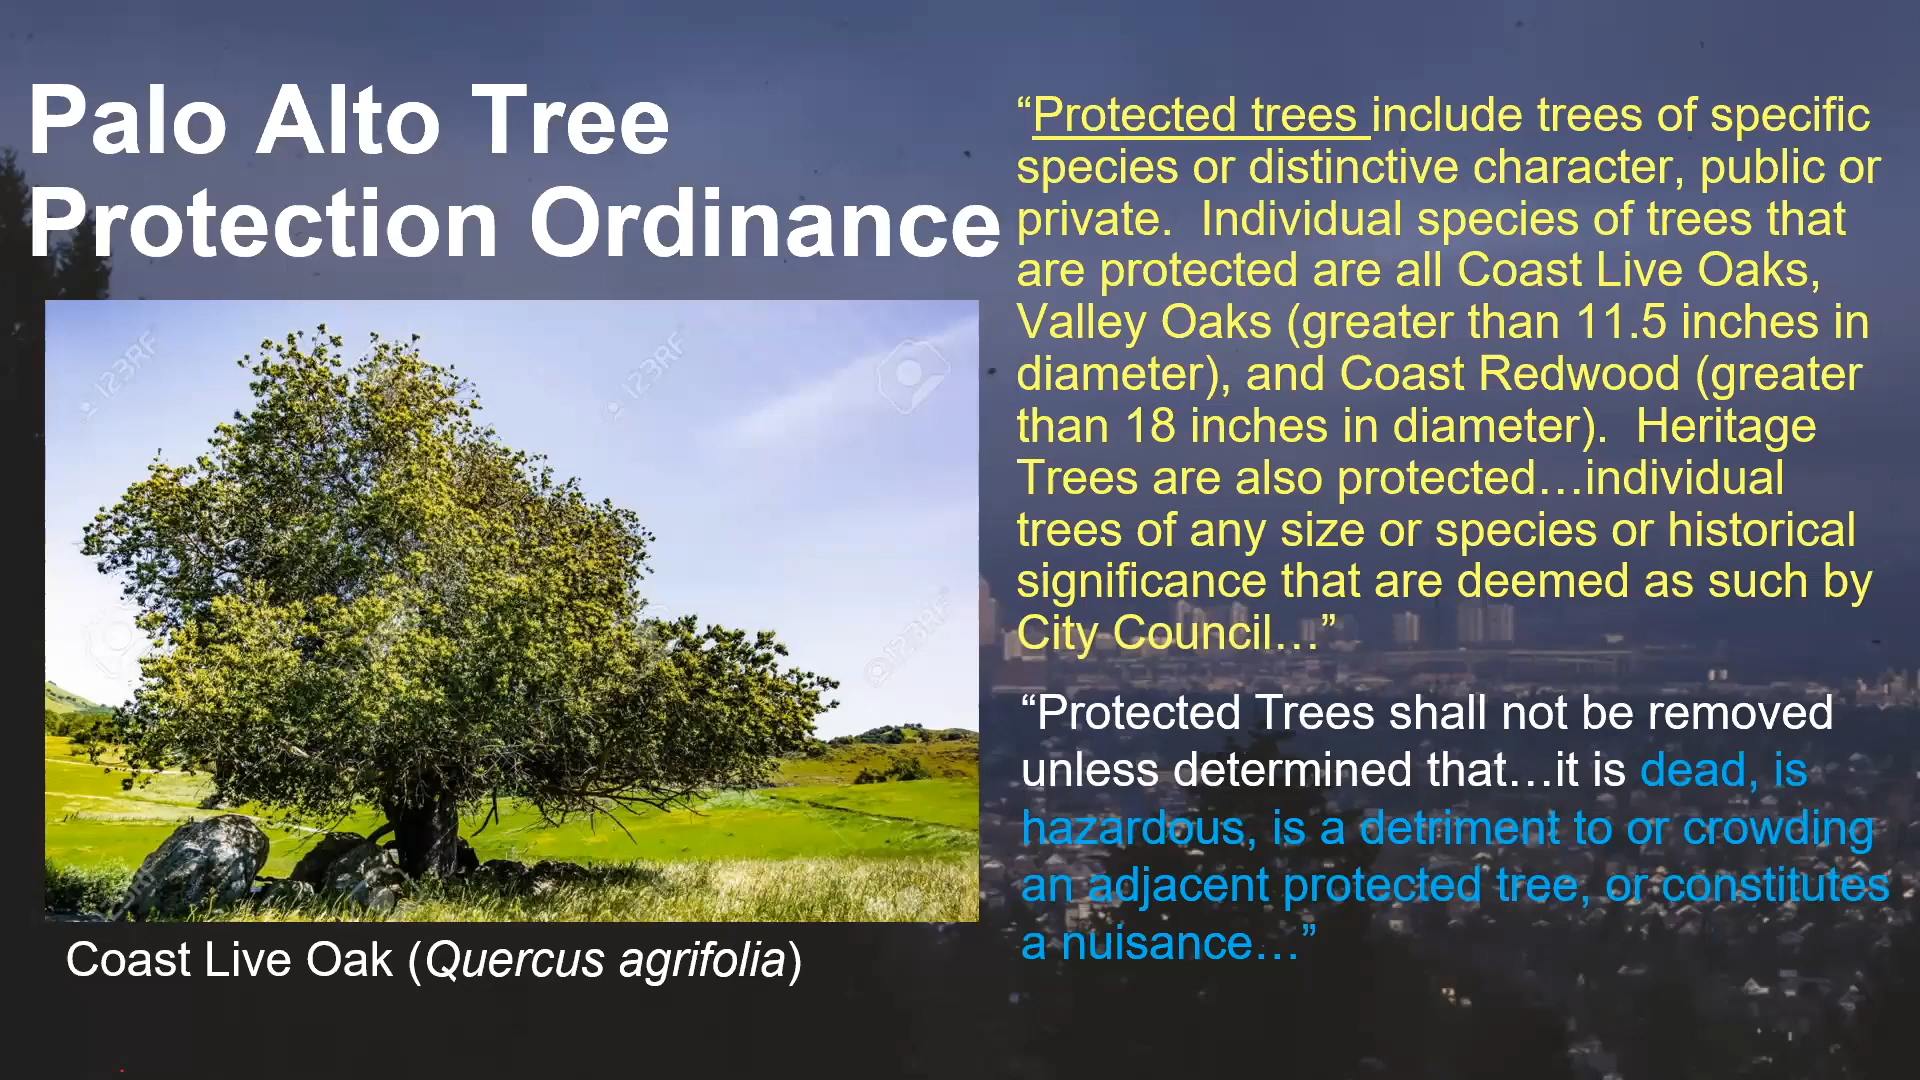 Palo Alto Tree
Protection Ordinance
“Protected trees include trees of specific
species or distinctive character, public or
private.  Individual species of trees that
are protected are all Coast Live Oaks,
Valley Oaks (greater than 11.5 inches in
diameter), and Coast Redwood (greater
than 18 inches in diameter).  Heritage
Trees are also protected…individual
trees of any size or species or historical
significance that are deemed as such by
City Council…”
“Protected Trees shall not be removed
unless determined that…it is dead, is
hazardous, is a detriment to or crowding
an adjacent protected tree, or constitutes
a nuisance…”
123RF
123RF
123RF
123RF
Coast Live Oak (Quercus agrifolia)